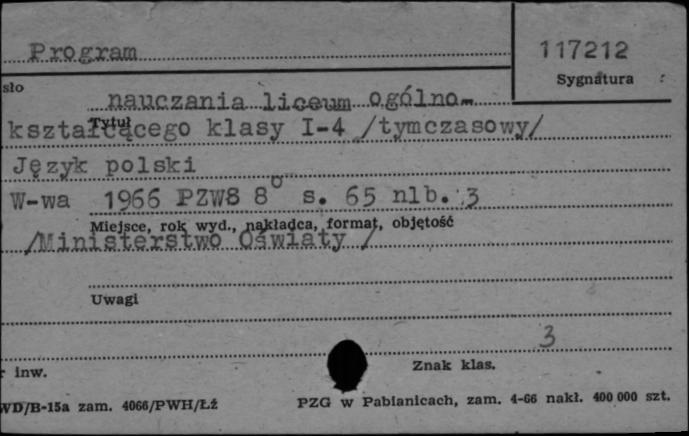 Program
117212
Sygnatura
sło
nauczania liceum ogólno-
Tytuł
kształcącego klasy I-4 /tymczasowy/
Język polski
W-wa 1966 PZWS 8° s. 65 nlb. 3
Miejsce, rok wyd., nakładca, format, objętość
/Ministerstwo Oświaty /
Uwagi
3
r inw.
Znak klas.
WD/B-15a zam. 4066/PWH/Łż PZG w Pabianicach, zam. 4-66 nakł. 400 000 szt.